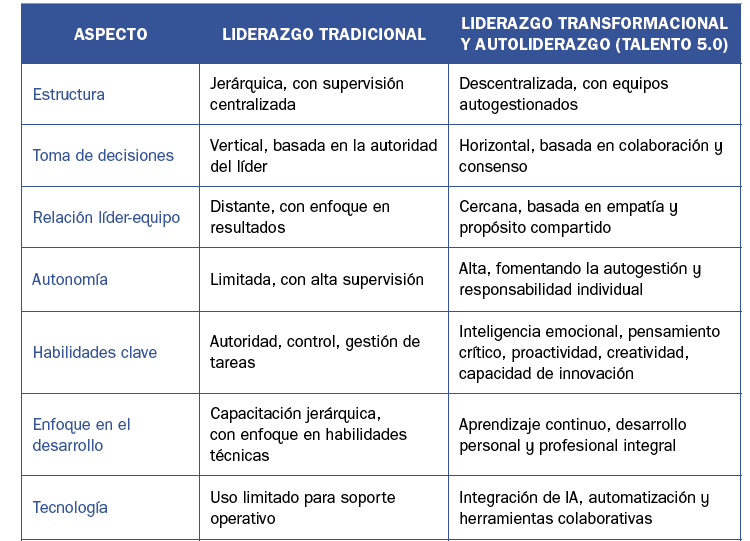 ASPECTO
LIDERAZGO TRADICIONAL
LIDERAZGO TRANSFORMACIONAL
Y AUTOLIDERAZGO (TALENTO 5.0)
Estructura
Jerárquica, con supervisión
centralizada
Descentralizada, con equipos
autogestionados
Toma de decisiones
Vertical, basada en la autoridad
del líder
Horizontal, basada en colaboración y
consenso
Relación líder-equipo
Distante, con enfoque en
resultados
Cercana, basada en empatía y
propósito compartido
Autonomía
Limitada, con alta supervisión
Alta, fomentando la autogestión y
responsabilidad individual
Habilidades clave
Autoridad, control, gestión de
tareas
Inteligencia emocional, pensamiento
crítico, proactividad, creatividad,
capacidad de innovación
Enfoque en el
desarrollo
Capacitación jerárquica,
con enfoque en habilidades
técnicas
Aprendizaje continuo, desarrollo
personal y profesional integral
Tecnología
Uso limitado para soporte
operativo
Integración de IA, automatización y
herramientas colaborativas